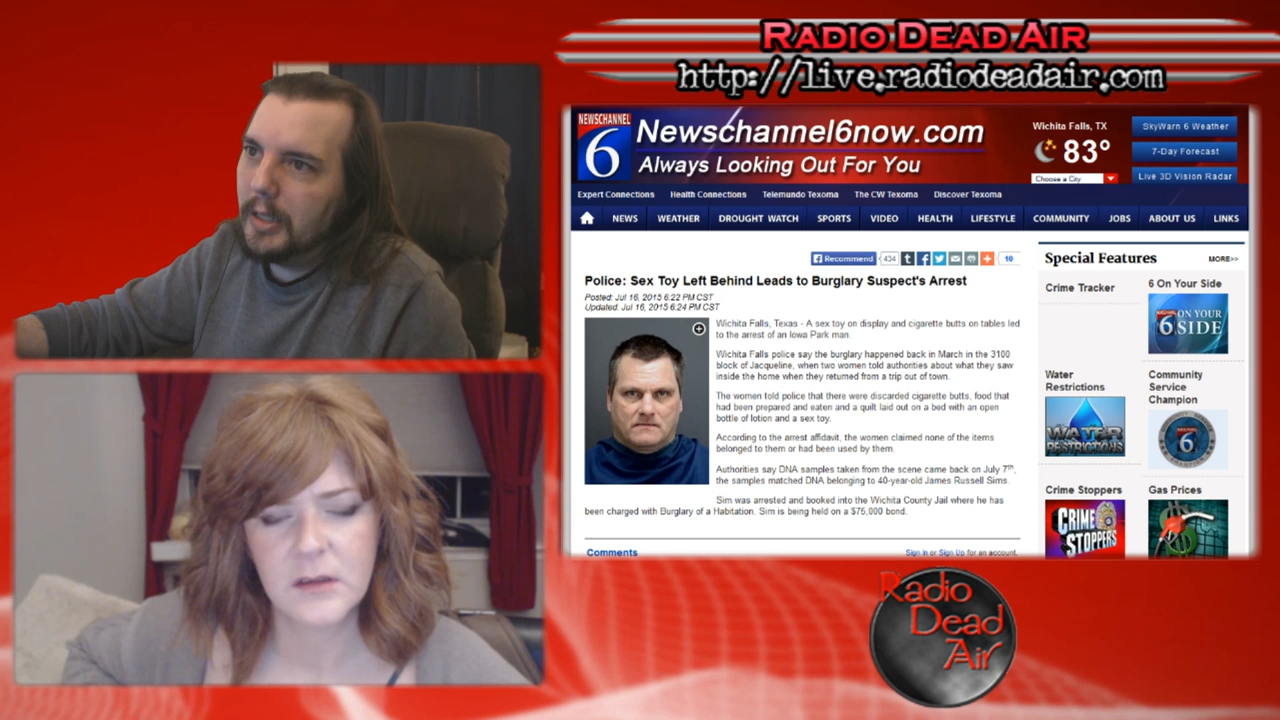 RADIO DEAD AIR
http://live.radiodeadair.com
NEWSCHANNEL
6
Newschannel6now.com
Always Looking Out For You
Wichita Falls, TX
83°
Choose a City
SkyWarn 6 Weather
7-Day Forecast
Live 3D Vision Radar
Expert Connections Health Connections Telemundo Texoma The CW Texoma Discover Texoma
NEWS WEATHER DROUGHT WATCH SPORTS VIDEO HEALTH LIFESTYLE COMMUNITY JOBS ABOUT US LINKS
Recommend 434 10
Police: Sex Toy Left Behind Leads to Burglary Suspect's Arrest
Posted: Jul 16, 2015 6:22 PM CST
Updated: Jul 16, 2015 6:24 PM CST
Wichita Falls, Texas - A sex toy on display and cigarette butts on tables led
to the arrest of an Iowa Park man.
Wichita Falls police say the burglary happened back in March in the 3100
block of Jacqueline, when two women told authorities about what they saw
inside the home when they returned from a trip out of town.
The women told police that there were discarded cigarette butts, food that
had been prepared and eaten and a quilt laid out on a bed with an open
bottle of lotion and a sex toy.
According to the arrest affidavit, the women claimed none of the items
belonged to them or had been used by them.
Authorities say DNA samples taken from the scene came back on July 7th,
the samples matched DNA belonging to 40-year-old James Russell Sims.
Sim was arrested and booked into the Wichita County Jail where he has
been charged with Burglary of a Habitation. Sim is being held on a $75,000 bond.
Comments
Sign In or Sign Up for an account.
Special Features
MORE>>
Crime Tracker
6 On Your Side
6 ON YOUR
SIDE
Water
Restrictions
WATER
RESTRICTIONS
Community
Service
Champion
6
Crime Stoppers
CRIME
STOPPERS
Gas Prices
Radio
Dead
Air